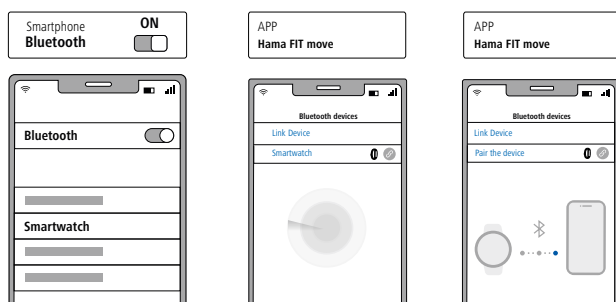 Smartphone
Bluetooth
ON
Bluetooth
Smartwatch
APP
Hama FIT move
Bluetooth devices
Link Device
Smartwatch
APP
Hama FIT move
Bluetooth devices
Link Device
Pair the device